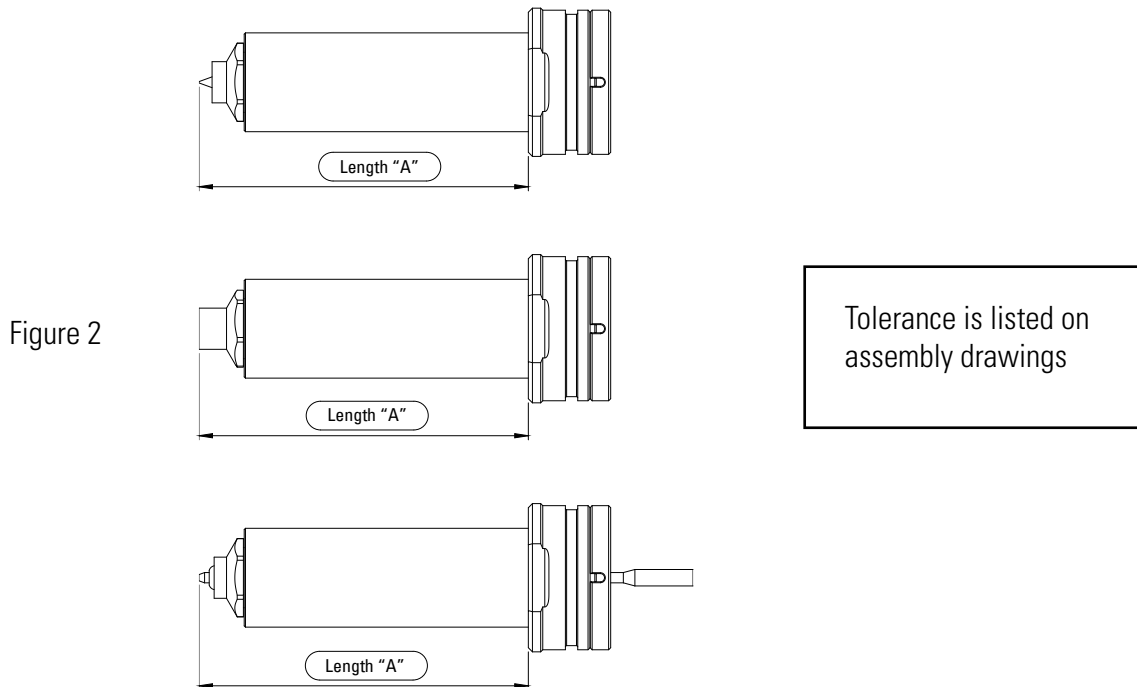 Length “A”
Figure 2
Length “A”
Tolerance is listed on
assembly drawings
Length “A”